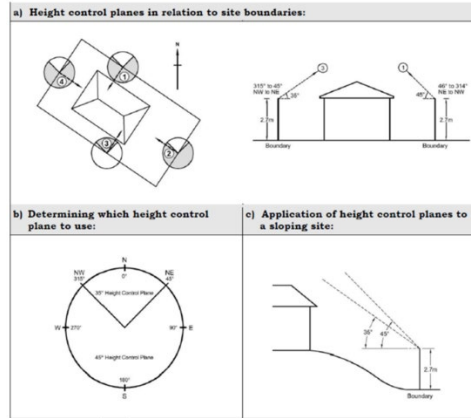 a) Height control planes in relation to site boundaries:
N
4
1
3
2
3
1
315° to 45°
NW to NE
35°
2.7m
Boundary
46° to 314°
NE to NW
45°
2.7m
Boundary
b) Determining which height control
plane to use:
N
0°
NW
315°
NE
45°
35° Height Control Plane
W 270°
90° E
45° Height Control Plane
180°
S
c) Application of height control planes to
a sloping site:
35°
45°
2.7m
Boundary